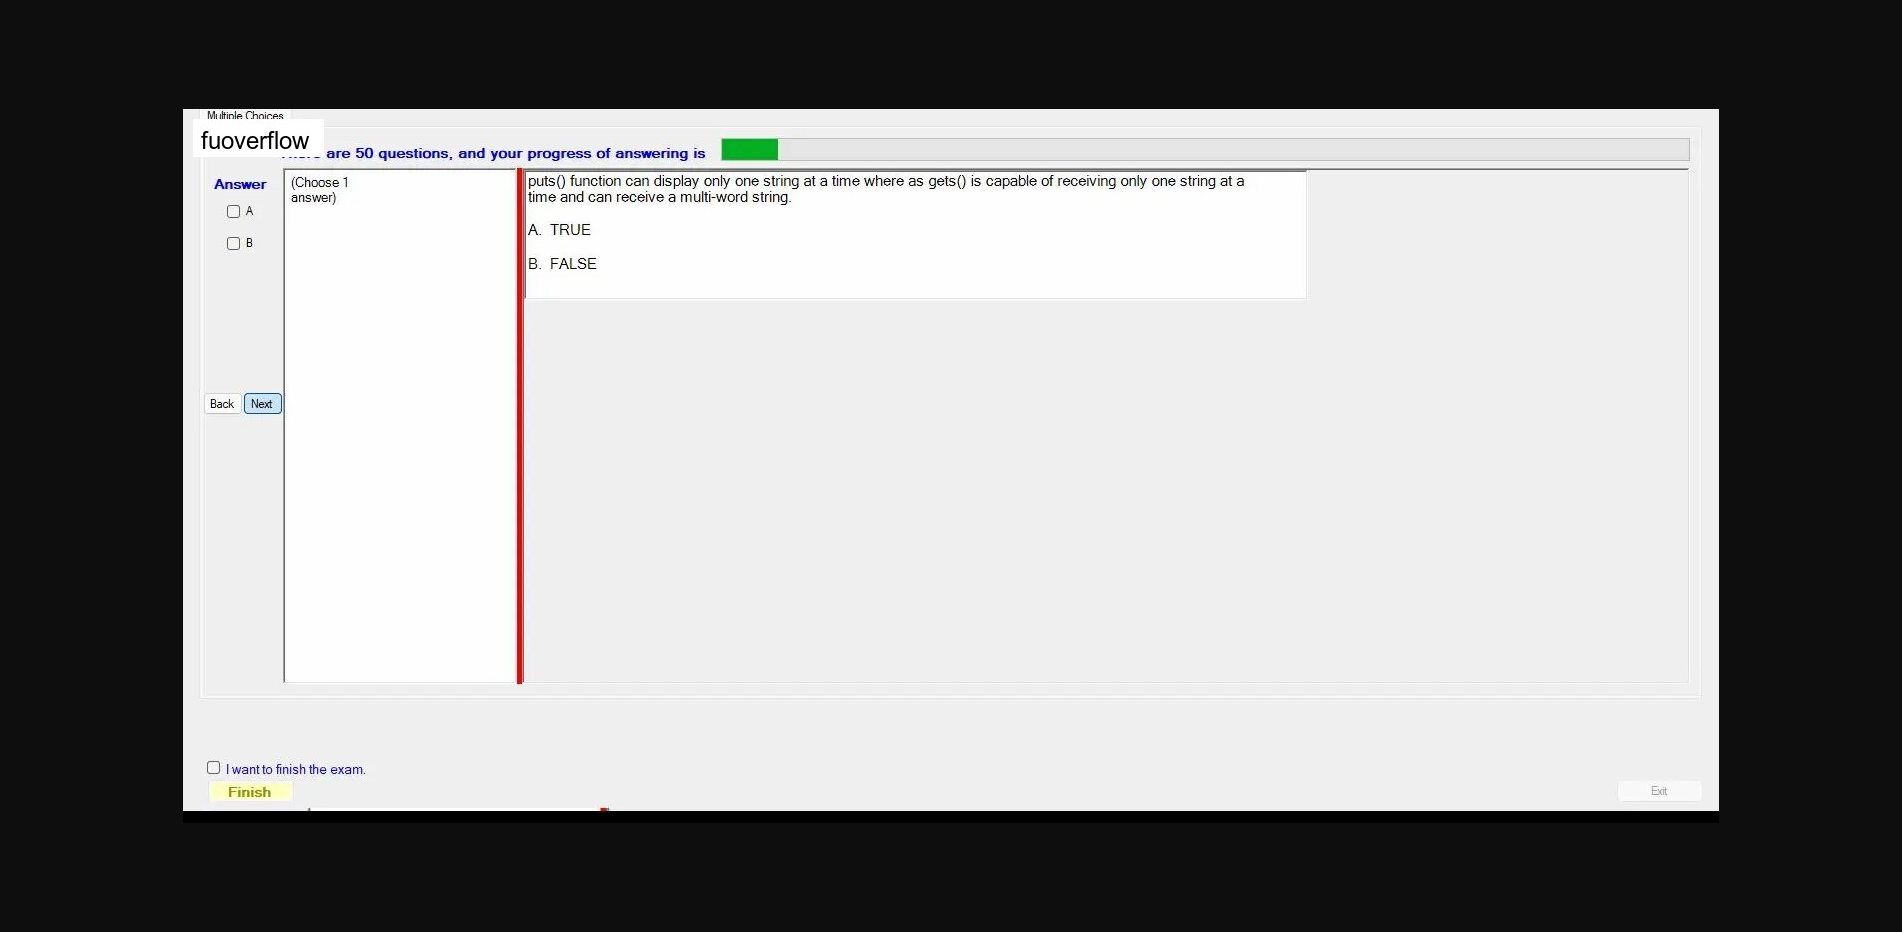 Multiple Choices
fuoverflow
are 50 questions, and your progress of answering is
Answer
A
B
(Choose 1
answer)
puts() function can display only one string at a time where as gets() is capable of receiving only one string at a
time and can receive a multi-word string.
A. TRUE
B. FALSE
Back
Next
I want to finish the exam.
Finish
Exit